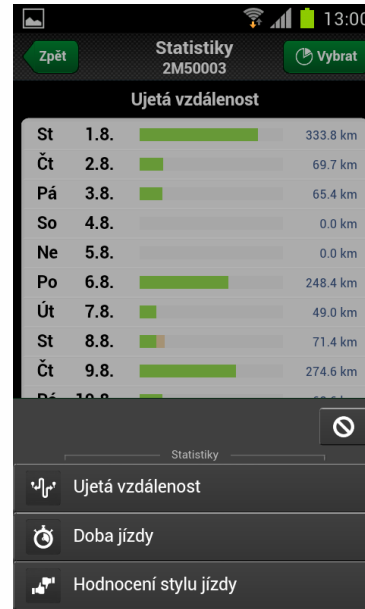 13:00
Zpět
Statistiky
2M50003
Vybrat
Ujetá vzdálenost
St 1.8. 333.8 km
Čt 2.8. 69.7 km
Pá 3.8. 65.4 km
So 4.8. 0.0 km
Ne 5.8. 0.0 km
Po 6.8. 248.4 km
Út 7.8. 49.0 km
St 8.8. 71.4 km
Čt 9.8. 274.6 km
Statistiky
Ujetá vzdálenost
Doba jízdy
Hodnocení stylu jízdy